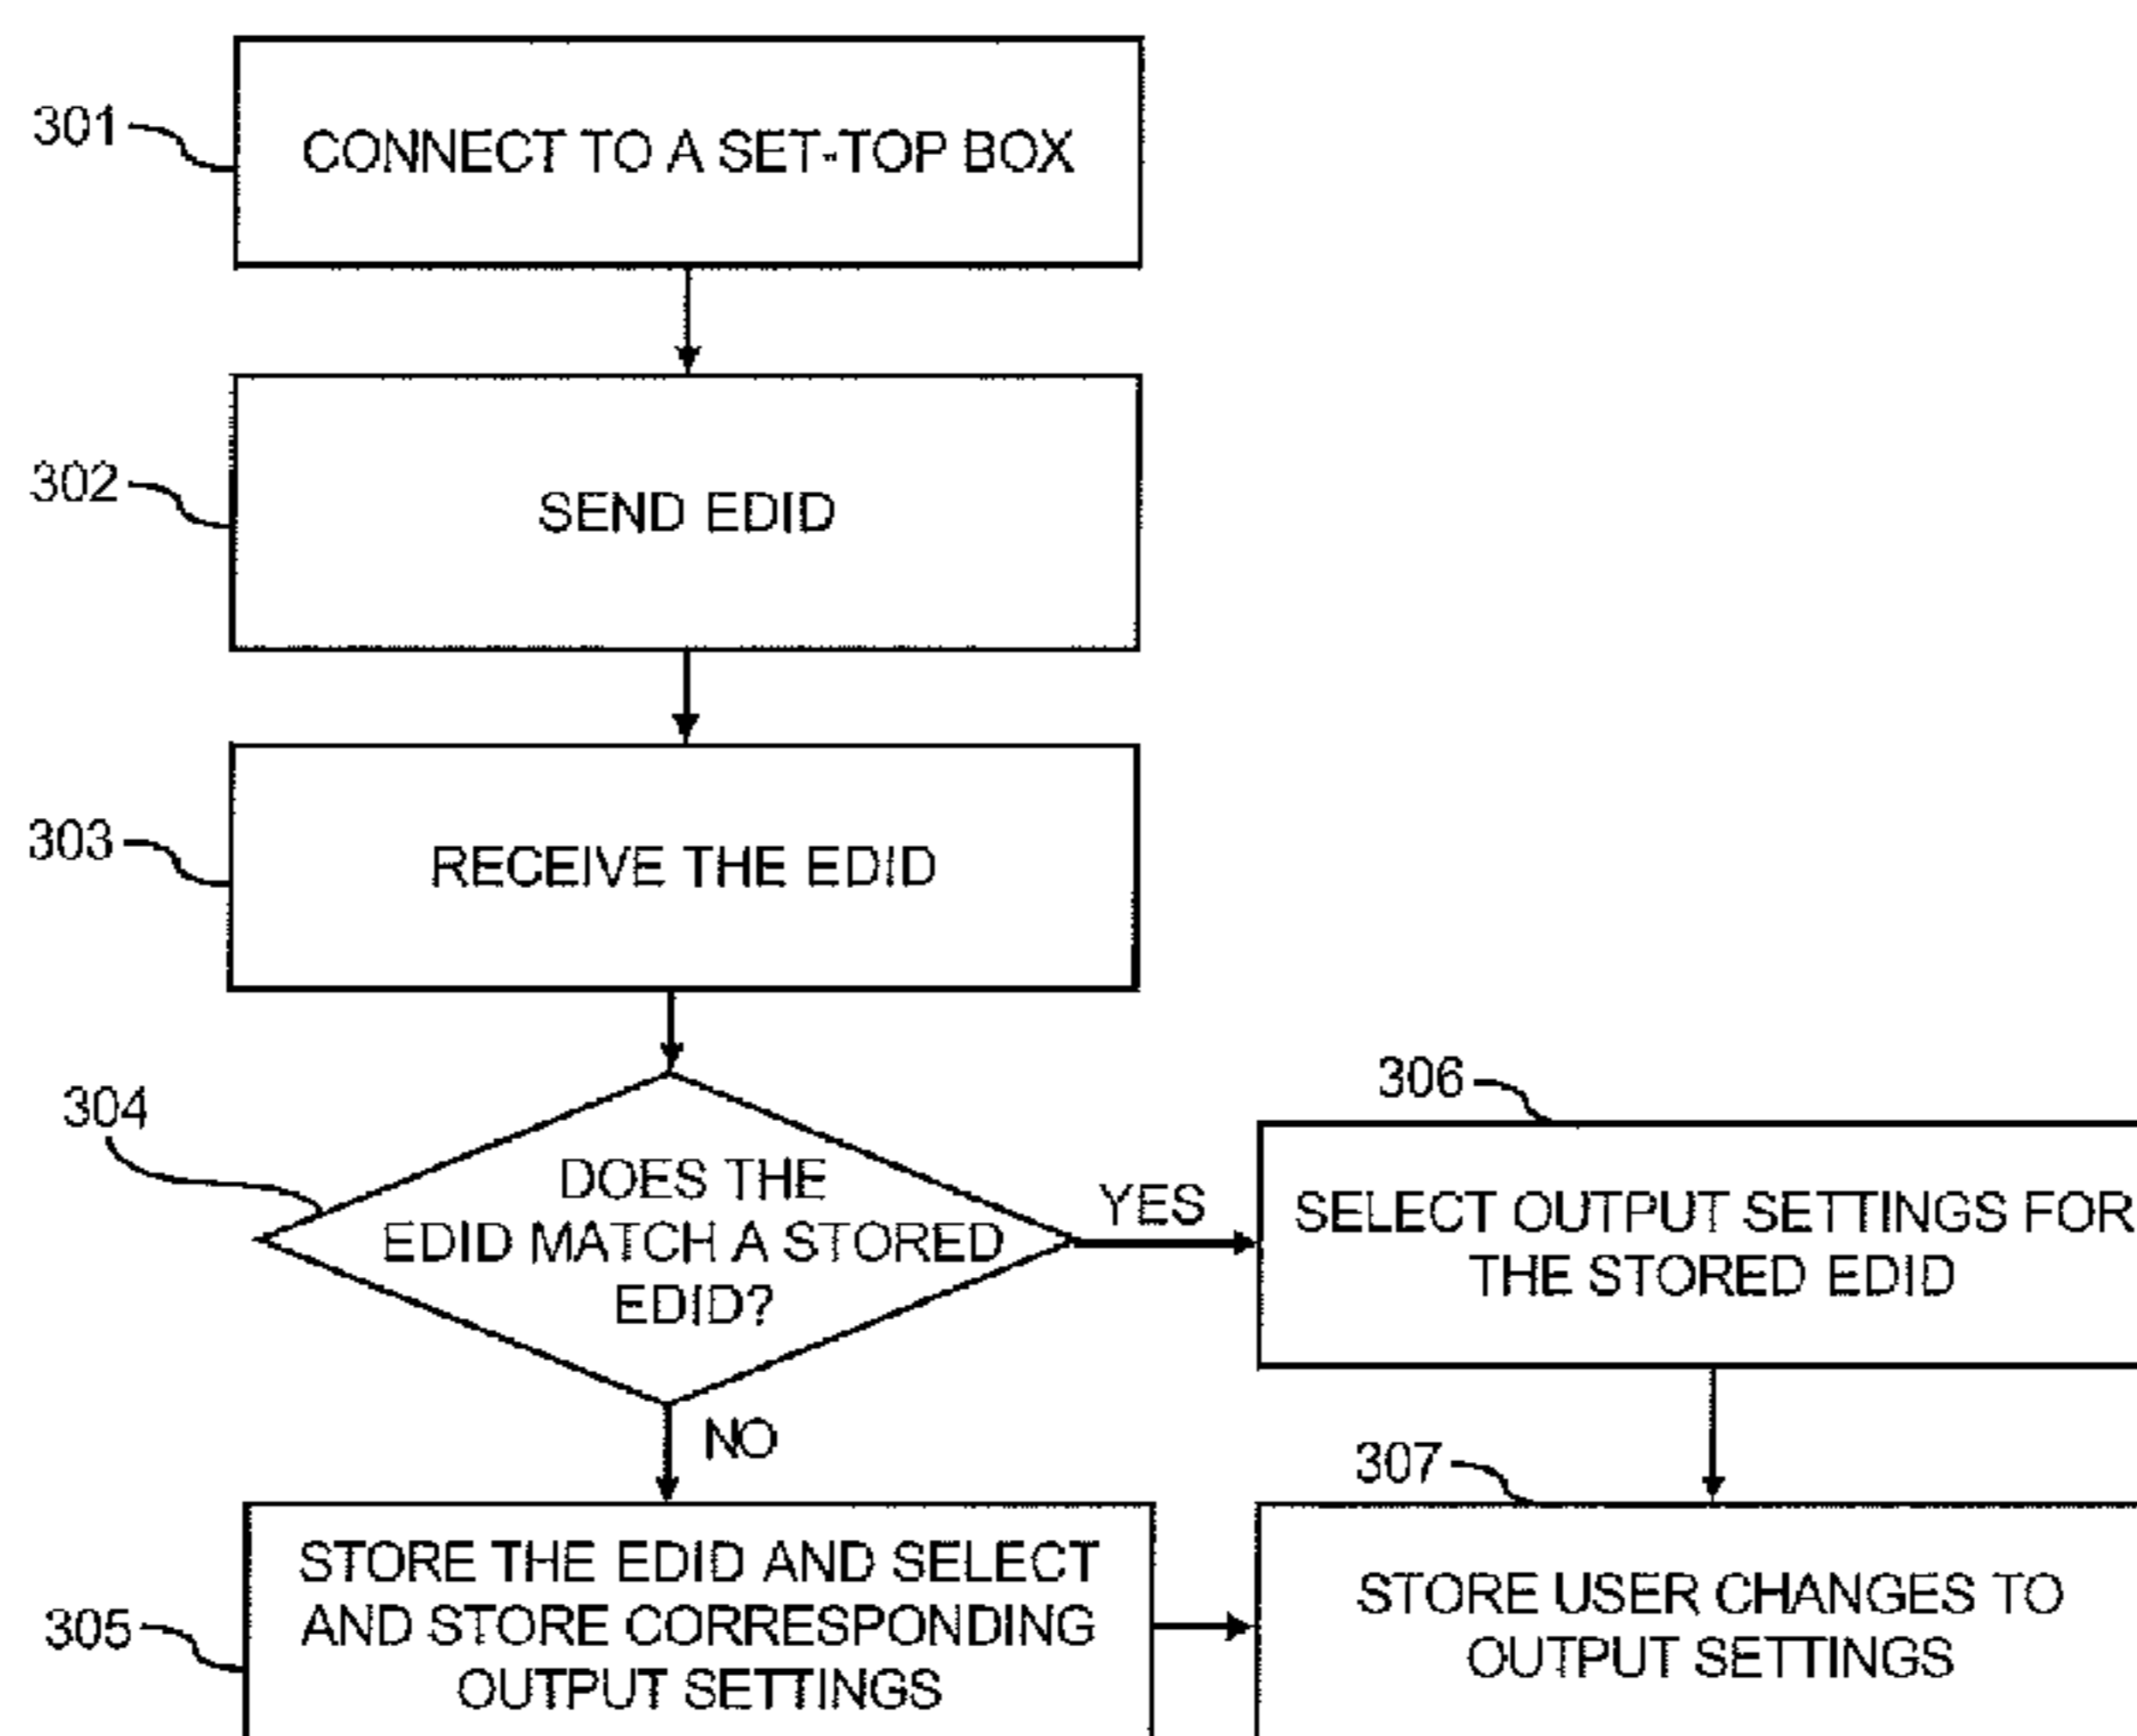 301
CONNECT TO A SET-TOP BOX
302
SEND EDID
303
RECEIVE THE EDID
304
DOES THE
EDID MATCH A STORED
EDID?
YES
306
SELECT OUTPUT SETTINGS FOR
THE STORED EDID
NO
307
305
STORE THE EDID AND SELECT
AND STORE CORRESPONDING
OUTPUT SETTINGS
STORE USER CHANGES TO
OUTPUT SETTINGS